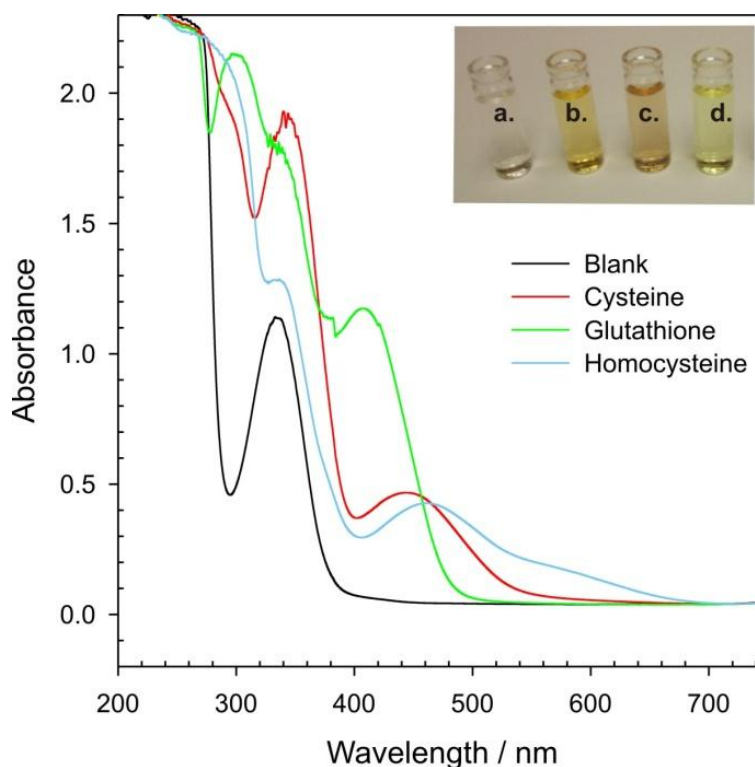 2.0
1.5
1.0
0.5
0.0
Absorbance
a. b. c. d.
Blank
Cysteine
Glutathione
Homocysteine
200 300 400 500 600 700
Wavelength / nm